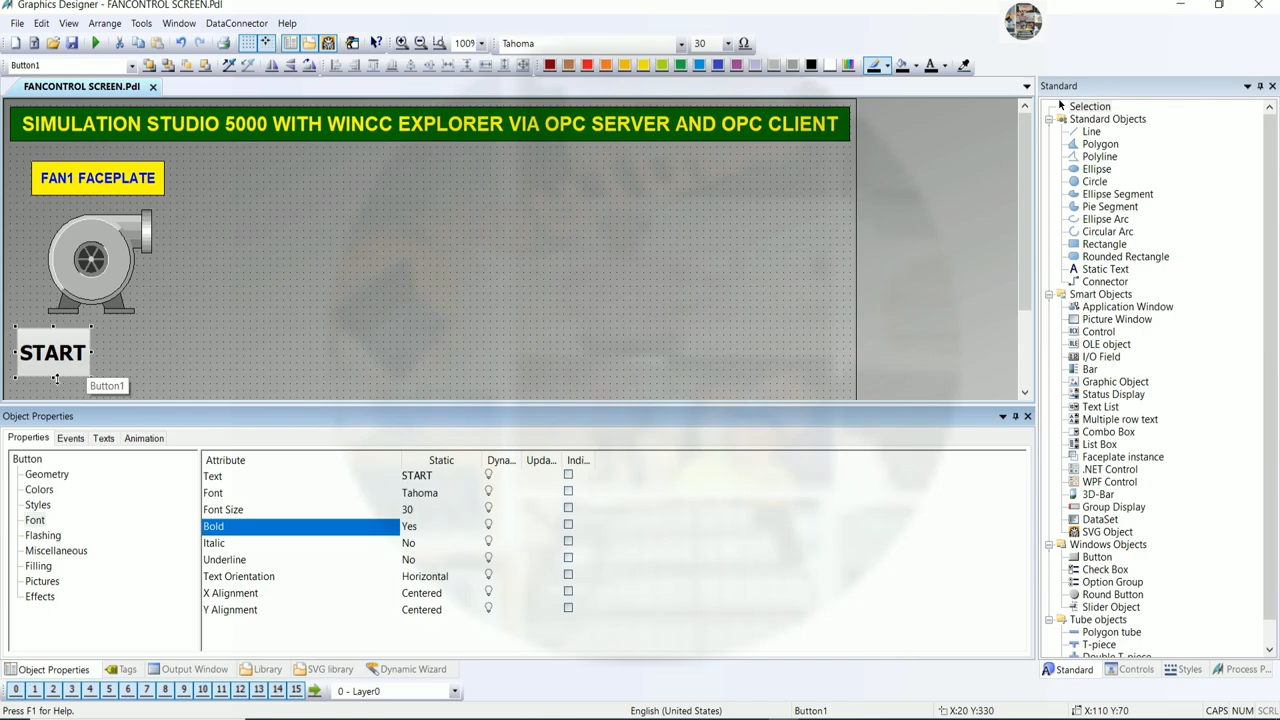 Graphics Designer - FANCONTROL SCREEN.Pdl
File Edit View Arrange Tools Window DataConnector Help
100% Tahoma 30
Button1
FANCONTROL SCREEN.Pdl
SIMULATION STUDIO 5000 WITH WINCC EXPLORER VIA OPC SERVER AND OPC CLIENT
FAN1 FACEPLATE
START
Button1
Standard
Selection
Standard Objects
Line
Polygon
Polyline
Ellipse
Circle
Ellipse Segment
Pie Segment
Ellipse Arc
Circular Arc
Rectangle
Rounded Rectangle
A Static Text
Connector
Smart Objects
Application Window
Picture Window
Control
OLE object
I/O Field
Bar
Graphic Object
Status Display
Text List
Multiple row text
Combo Box
List Box
Faceplate instance
.NET Control
WPF Control
3D-Bar
Group Display
DataSet
SVG Object
Windows Objects
Button
Check Box
Option Group
Round Button
Slider Object
Tube objects
Polygon tube
T-piece
Double T-piece
Standard Controls Styles Process P...
Object Properties
Properties Events Texts Animation
Button
Geometry
Colors
Styles
Font
Flashing
Miscellaneous
Filling
Pictures
Effects
Attribute Static Dyna... Upda... Indi...
Text START
Font Tahoma
Font Size 30
Bold Yes
Italic No
Underline No
Text Orientation Horizontal
X Alignment Centered
Y Alignment Centered
Object Properties Tags Output Window Library SVG library Dynamic Wizard
0 1 2 3 4 5 6 7 8 9 10 11 12 13 14 15 0 - Layer0
Press F1 for Help. English (United States) Button1 X:20 Y:330 X:110 Y:70 CAPS NUM SCRL